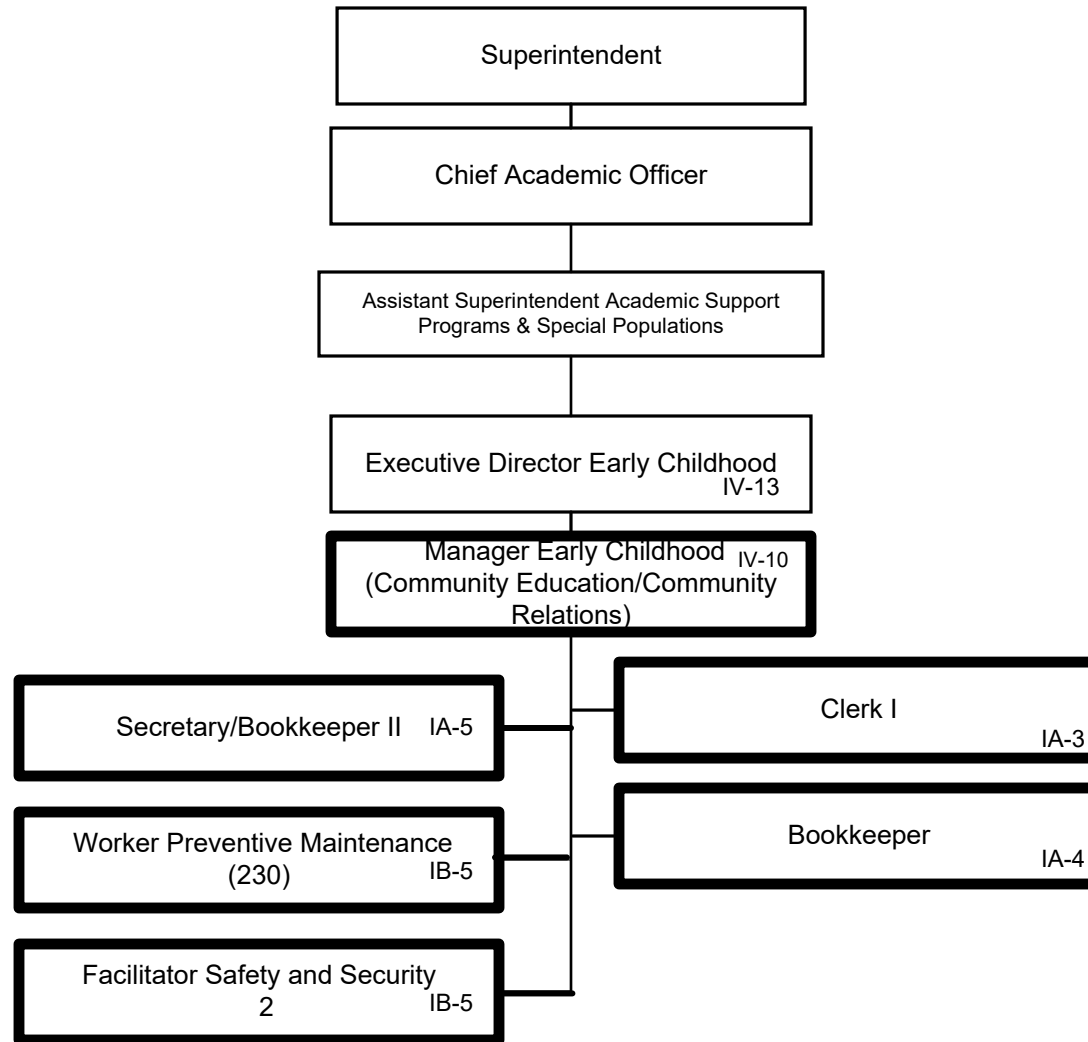 Superintendent
Chief Academic Officer
Assistant Superintendent Academic Support
Programs & Special Populations
Executive Director Early Childhood
IV-13
Manager Early Childhood IV-10
(Community Education/Community
Relations)
Secretary/Bookkeeper II IA-5
Clerk I
IA-3
Worker Preventive Maintenance
(230) IB-5
Bookkeeper
IA-4
Facilitator Safety and Security
2 IB-5